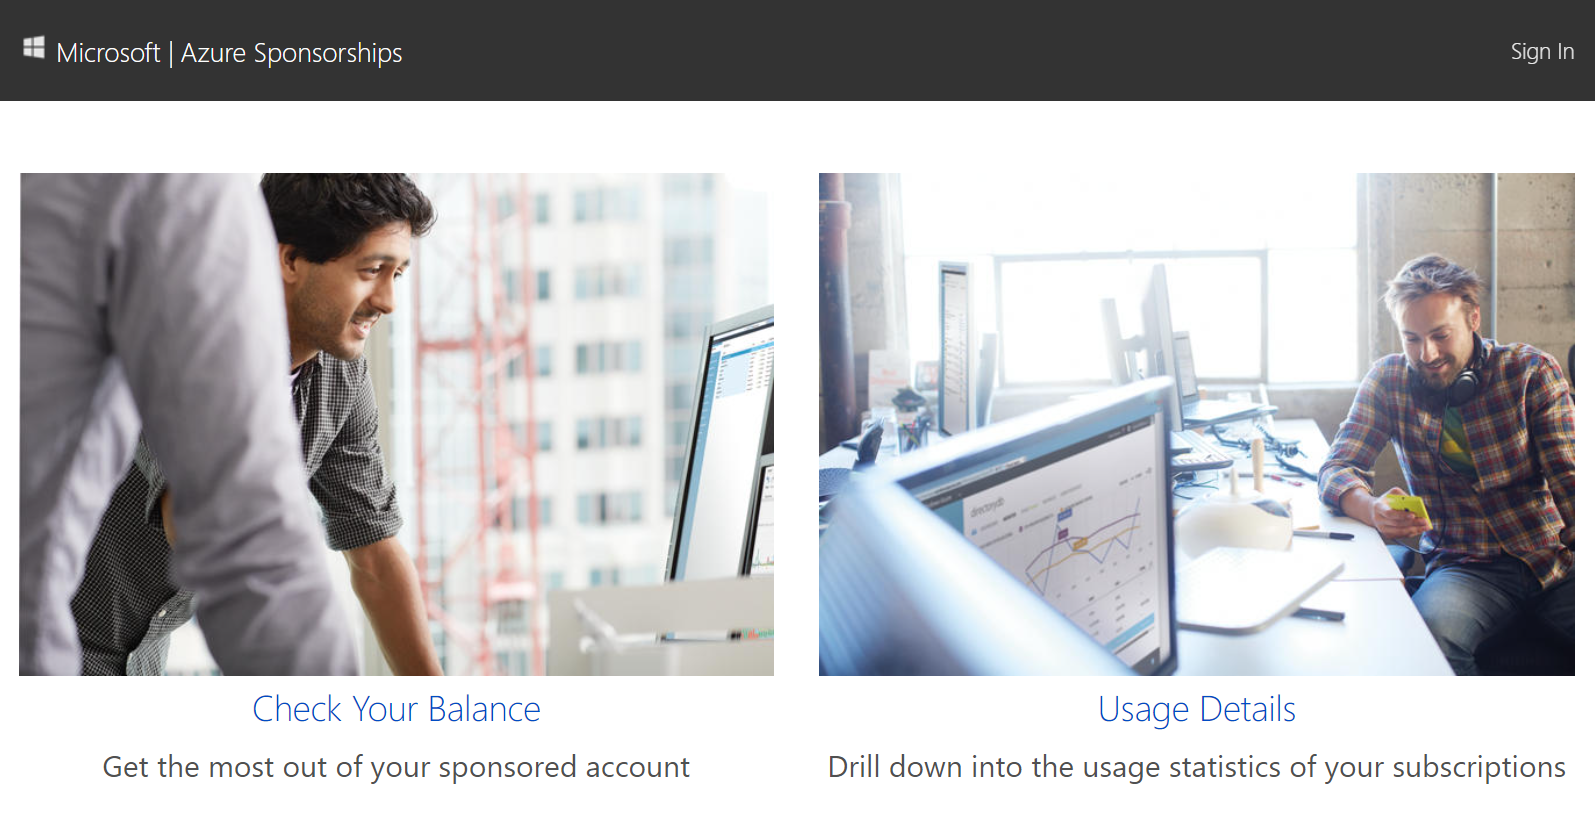 Microsoft | Azure Sponsorships
Sign In
directorydb
Check Your Balance
Usage Details
Get the most out of your sponsored account
Drill down into the usage statistics of your subscriptions